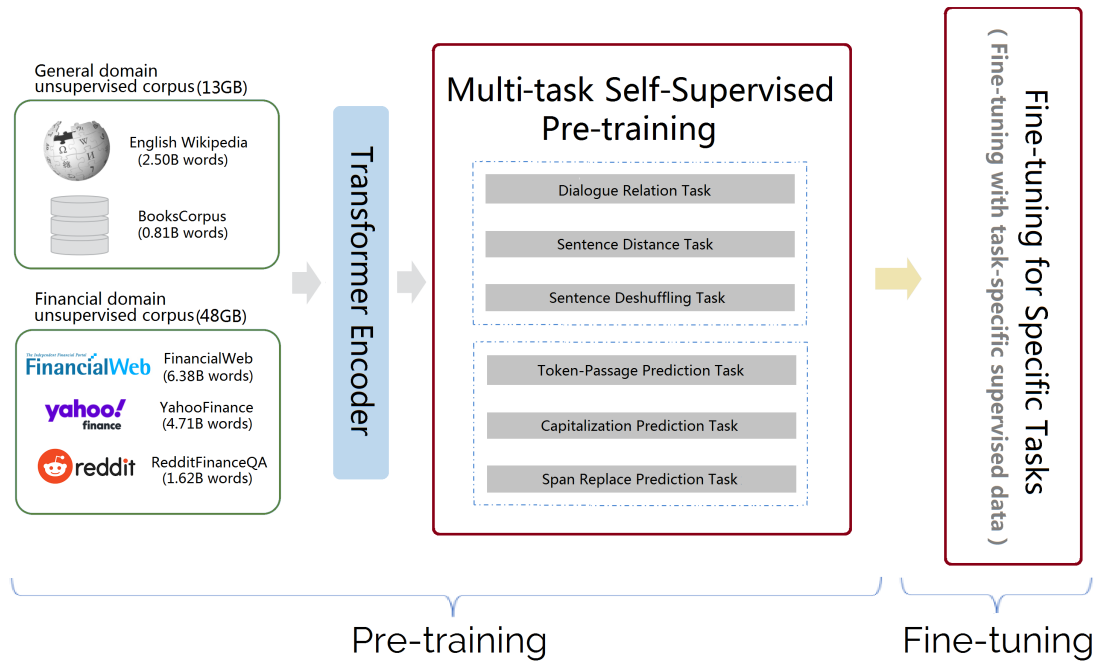 General domain
unsupervised corpus(13GB)
English Wikipedia
(2.50B words)
BooksCorpus
(0.81B words)
Financial domain
unsupervised corpus(48GB)
The Independent Financial Portal
FinancialWeb
FinancialWeb
(6.38B words)
yahoo!
finance
YahooFinance
(4.71B words)
reddit
RedditFinanceQA
(1.62B words)
Transformer Encoder
Multi-task Self-Supervised
Pre-training
Dialogue Relation Task
Sentence Distance Task
Sentence Deshuffling Task
Token-Passage Prediction Task
Capitalization Prediction Task
Span Replace Prediction Task
Fine-tuning for Specific Tasks
( Fine-tuning with task-specific supervised data )
Pre-training
Fine-tuning